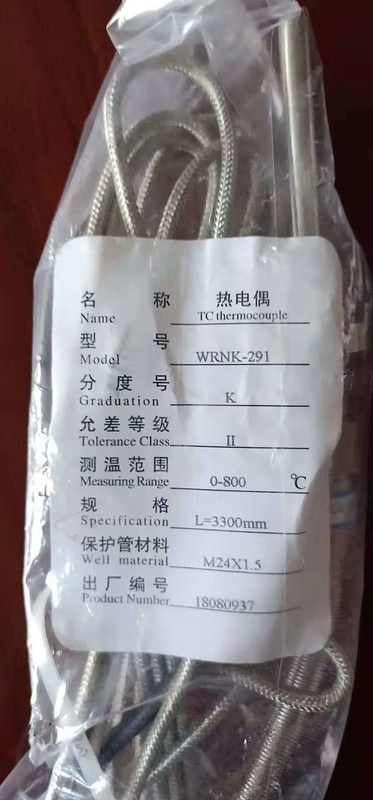 名 称 热电偶
Name TC thermocouple
型 号
Model WRNK-291
分 度 号
Graduation K
允差等级
Tolerance Class II
测温范围
Measuring Range 0-800 ℃
规 格
Specification L=3300mm
保护管材料
Well material M24X1.5
出厂编号
Product Number 18080937